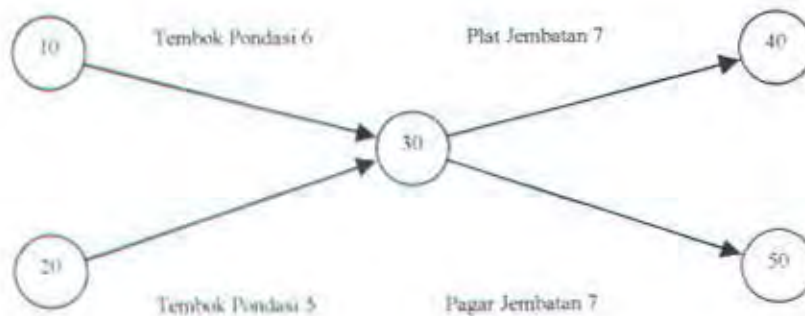 10
Tembok Pondasi 6
Plat Jembatan 7
40
30
20
Tembok Pondasi 5
Pagar Jembatan 7
50